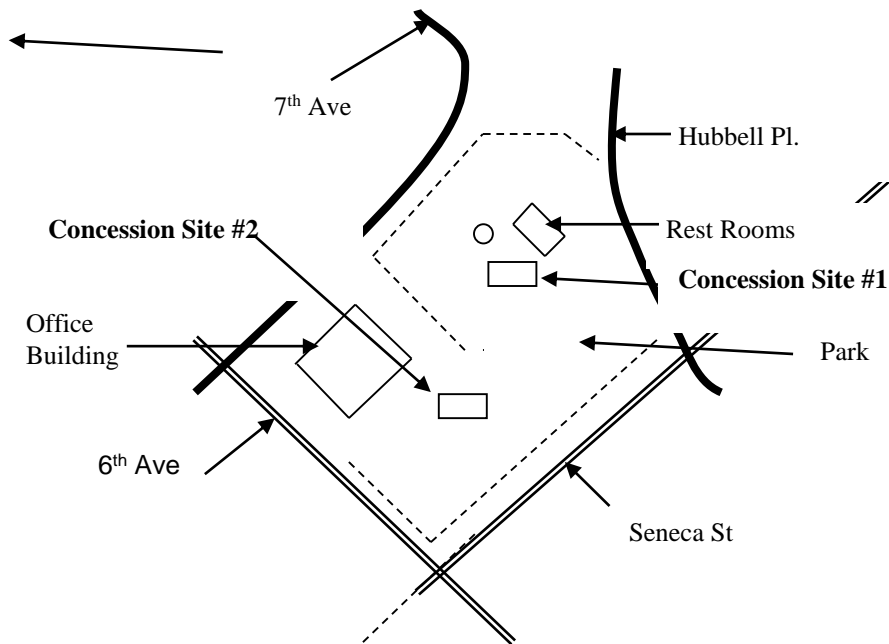 7th Ave
Hubbell Pl.
Concession Site #2
Rest Rooms
Concession Site #1
Office
Building
Park
6th Ave
Seneca St